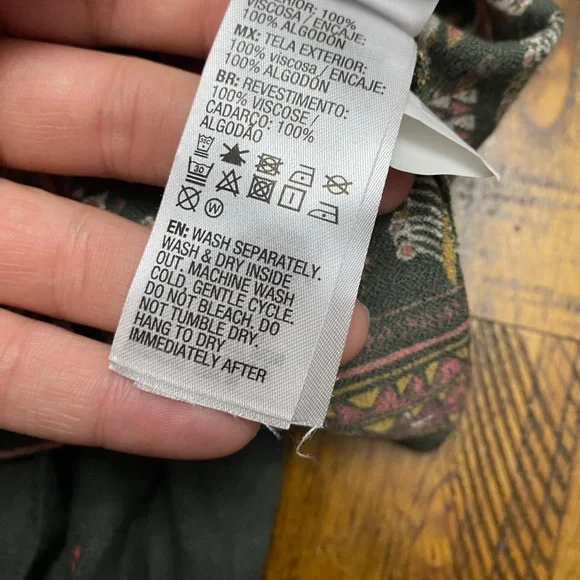 100%
VISCOSA / ENCAJE:
100% ALGODÓN
MX: TELA EXTERIOR:
100% viscosa / ENCAJE:
100% ALGODÓN
BR: REVESTIMENTO:
100% VISCOSE /
CADARÇO: 100%
ALGODÃO
30
W
EN: WASH SEPARATELY.
WASH & DRY INSIDE
OUT. MACHINE WASH
COLD, GENTLE CYCLE.
DO NOT BLEACH. DO
NOT TUMBLE DRY.
HANG TO DRY
IMMEDIATELY AFTER